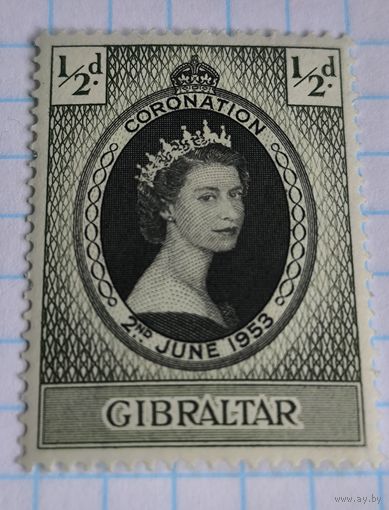 1/2d 1/2d.
CORONATION
2ND JUNE 1953
GIBRALTAR
www.ay.by